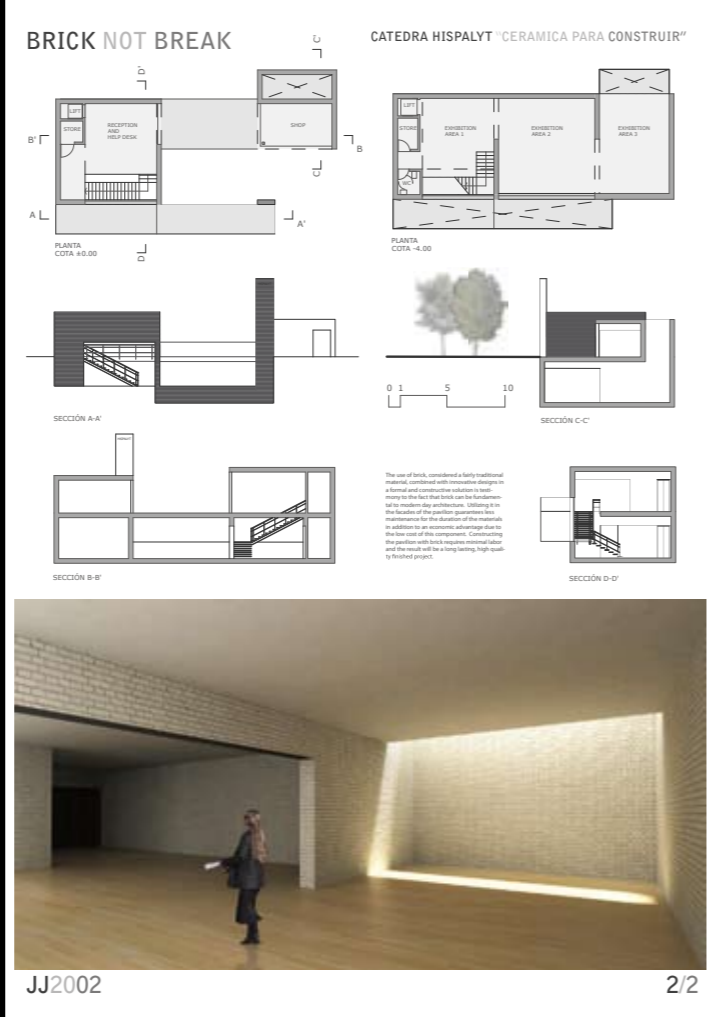 BRICK NOT BREAK
CATEDRA HISPALYT "CERAMICA PARA CONSTRUIR"
C'
D'
LIFT
STORE
RECEPTION
AND
HELP DESK
SHOP
B'
B
C
A
A'
D
PLANTA
COTA ±0.00
LIFT
STORE
EXHIBITION
AREA 1
EXHIBITION
AREA 2
EXHIBITION
AREA 3
WC
PLANTA
COTA -4.00
SECCIÓN A-A'
0 1 5 10
SECCIÓN C-C'
SECCIÓN B-B'
The use of brick, considered a fairly traditional
material, combined with innovative designs in
a formal and constructive solution is testi-
mony to the fact that brick can be fundamen-
tal to modern day architecture. Utilizing it in
the facades of the pavilion guarantees less
maintenance for the duration of the materials
in addition to an economic advantage due to
the low cost of this component. Constructing
the pavilion with brick requires minimal labor
and the result will be a long lasting, high quali-
ty finished project.
SECCIÓN D-D'
JJ2002
2/2